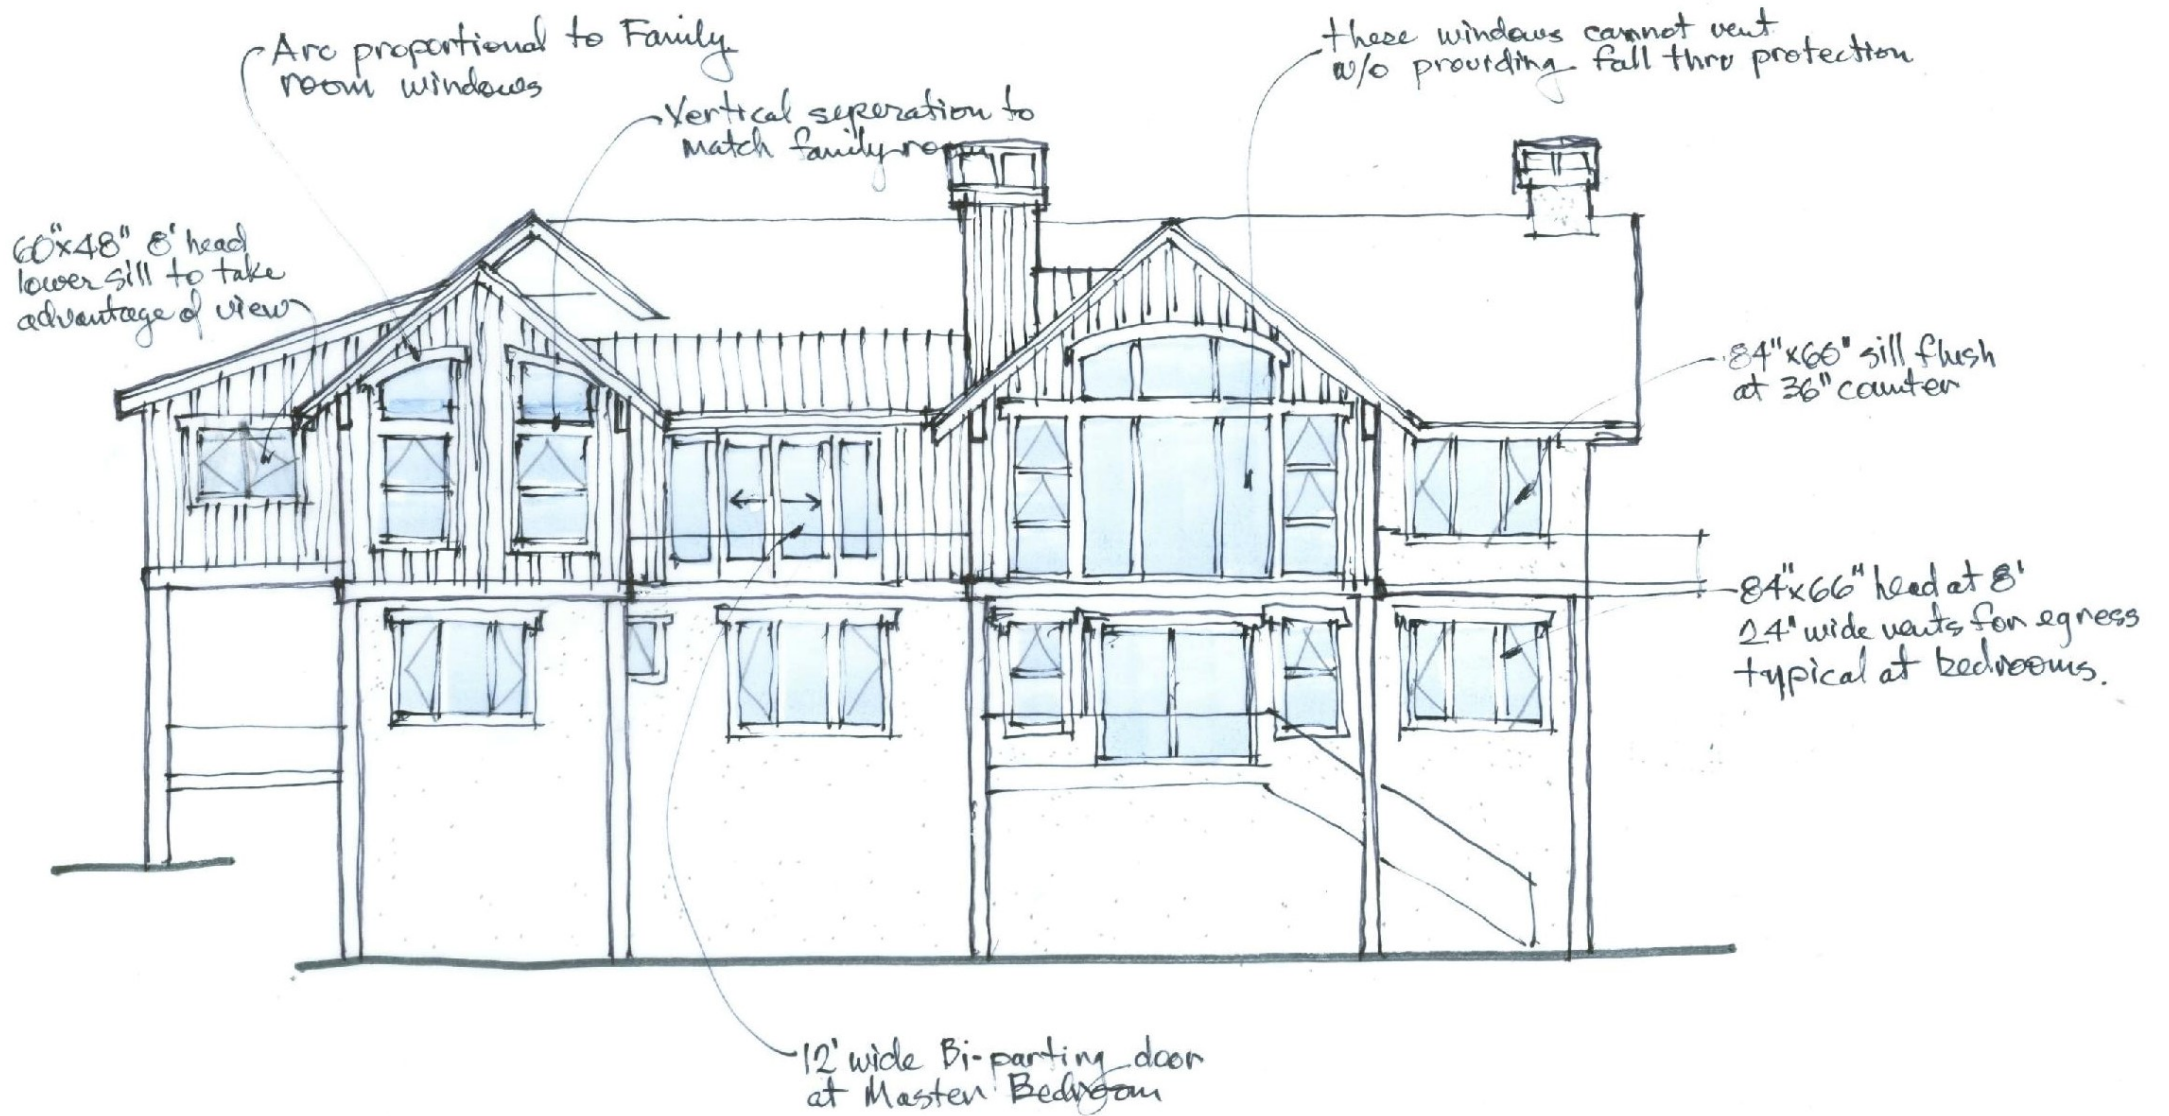 Arc proportional to Family
room windows
Vertical seperation to
match family room
these windows cannot vent
w/o providing fall thru protection
60"x48" 8' head
lower sill to take
advantage of view
84"x60" sill flush
at 36" counter
84"x66" head at 8'
24" wide vents for egress
typical at bedrooms.
12' wide Bi-parting door
at Master Bedroom